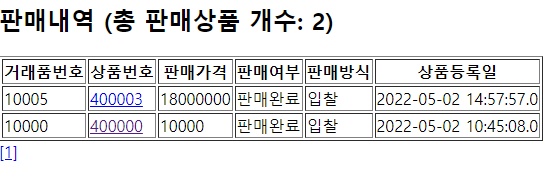 판매내역 (총 판매상품 개수: 2)
거래품번호 상품번호 판매가격 판매여부 판매방식 상품등록일
10005 400003 18000000 판매완료 입찰 2022-05-02 14:57:57.0
10000 400000 10000 판매완료 입찰 2022-05-02 10:45:08.0
[1]